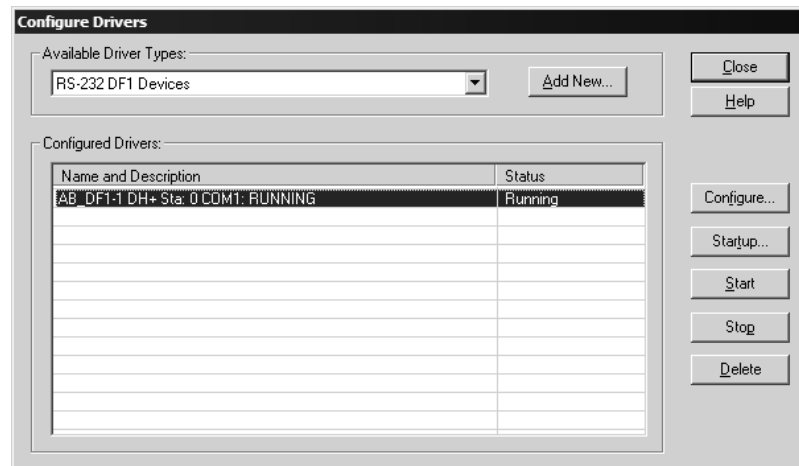 Configure Drivers
Available Driver Types:
RS-232 DF1 Devices
Add New...
Close
Help
Configured Drivers:
Name and Description Status
AB_DF1-1 DH+ Sta: 0 COM1: RUNNING Running
Configure...
Startup...
Start
Stop
Delete